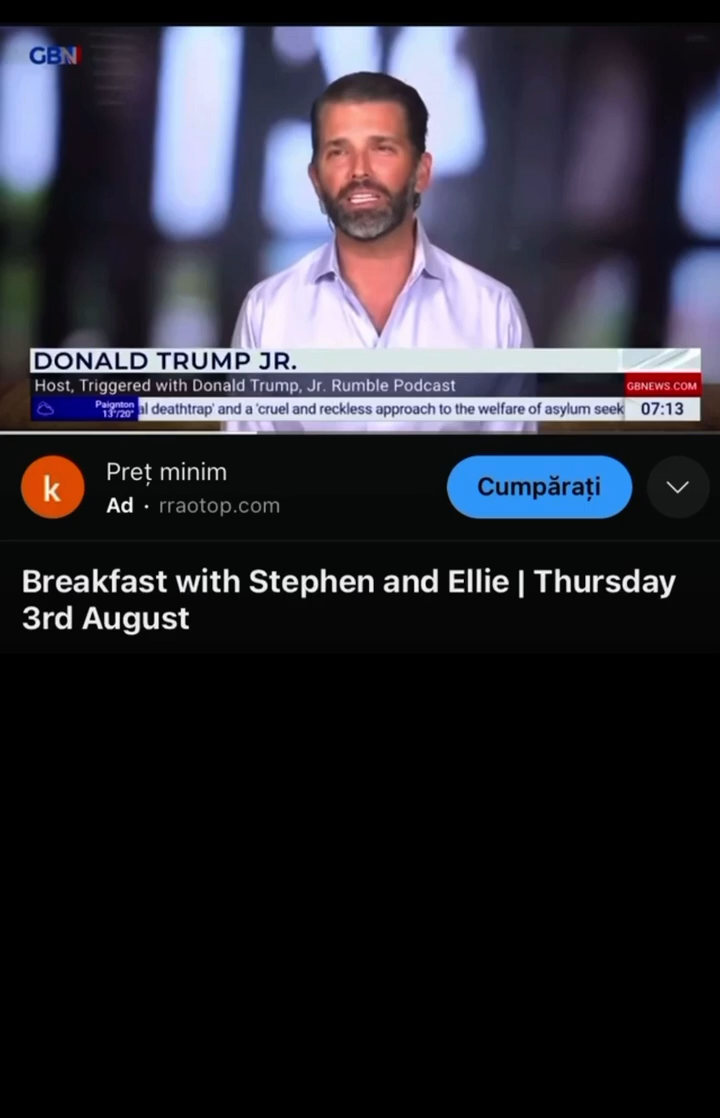 GBN
DONALD TRUMP JR.
Host, Triggered with Donald Trump, Jr. Rumble Podcast
GBNEWS.COM
Paignton
13°/20°
al deathtrap' and a 'cruel and reckless approach to the welfare of asylum seek
07:13
k
Preț minim
Ad · rraotop.com
Cumpărați
Breakfast with Stephen and Ellie | Thursday
3rd August